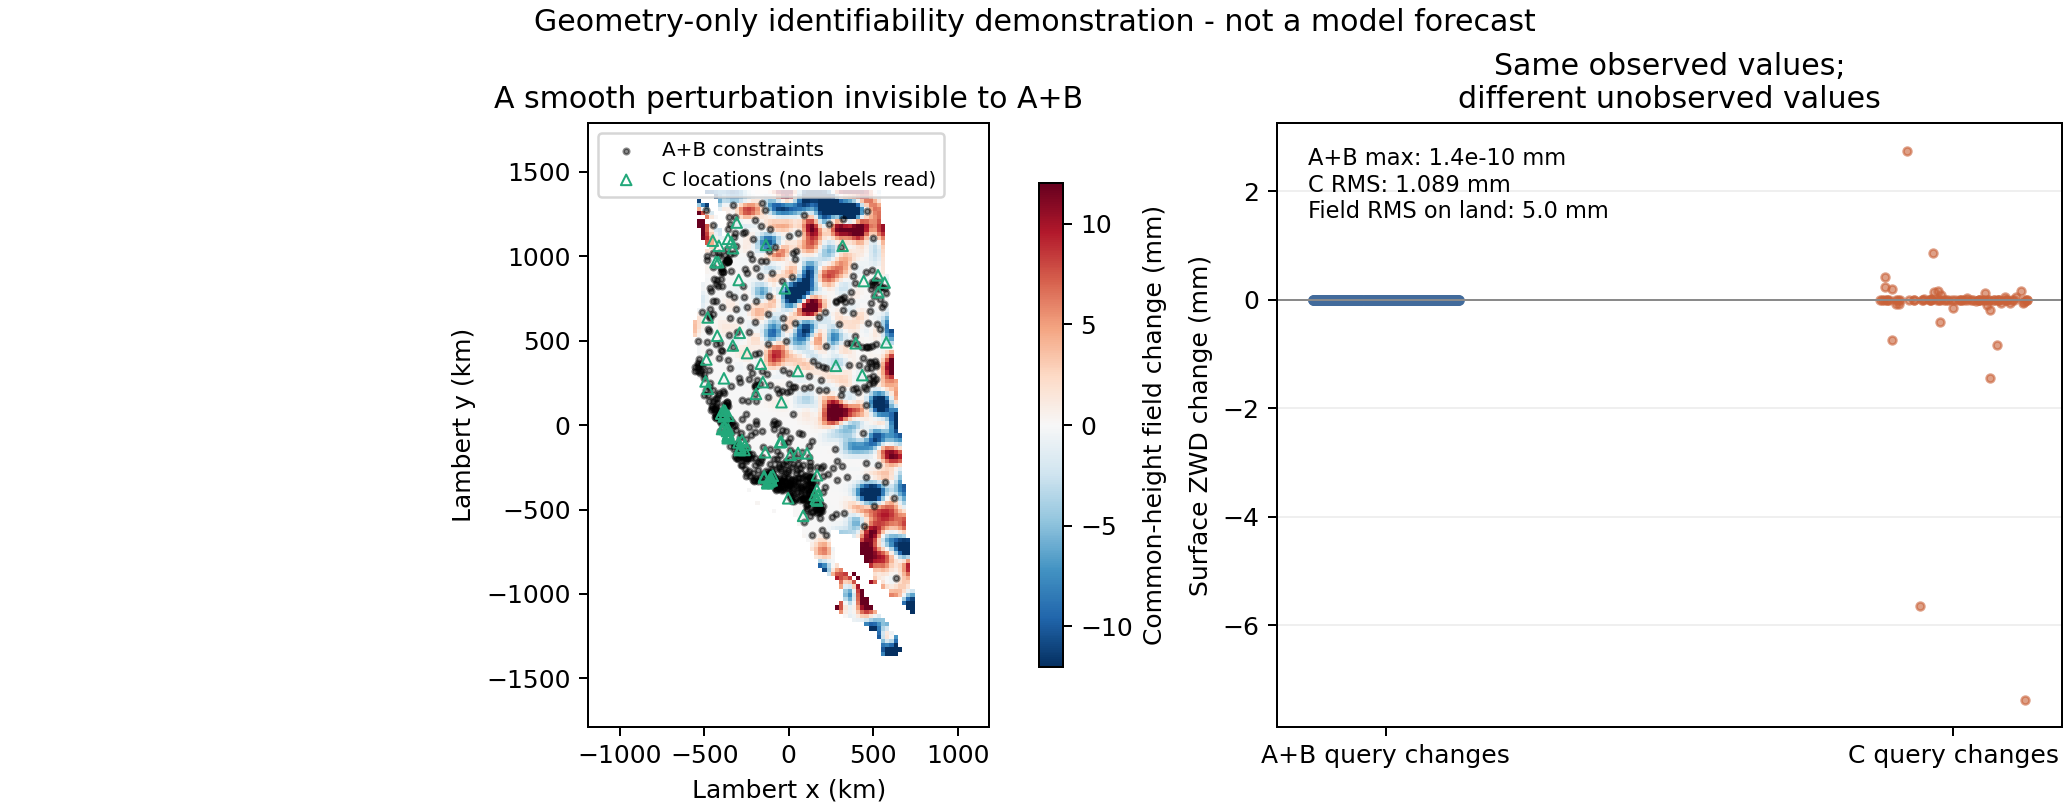 Geometry-only identifiability demonstration - not a model forecast
A smooth perturbation invisible to A+B
A+B constraints
C locations (no labels read)
1500
1000
500
0
−500
−1000
−1500
Lambert y (km)
−1000
−500
0
500
1000
Lambert x (km)
10
5
0
−5
−10
Common-height field change (mm)
Same observed values;
different unobserved values
A+B max: 1.4e-10 mm
C RMS: 1.089 mm
Field RMS on land: 5.0 mm
2
0
−2
−4
−6
Surface ZWD change (mm)
A+B query changes
C query changes